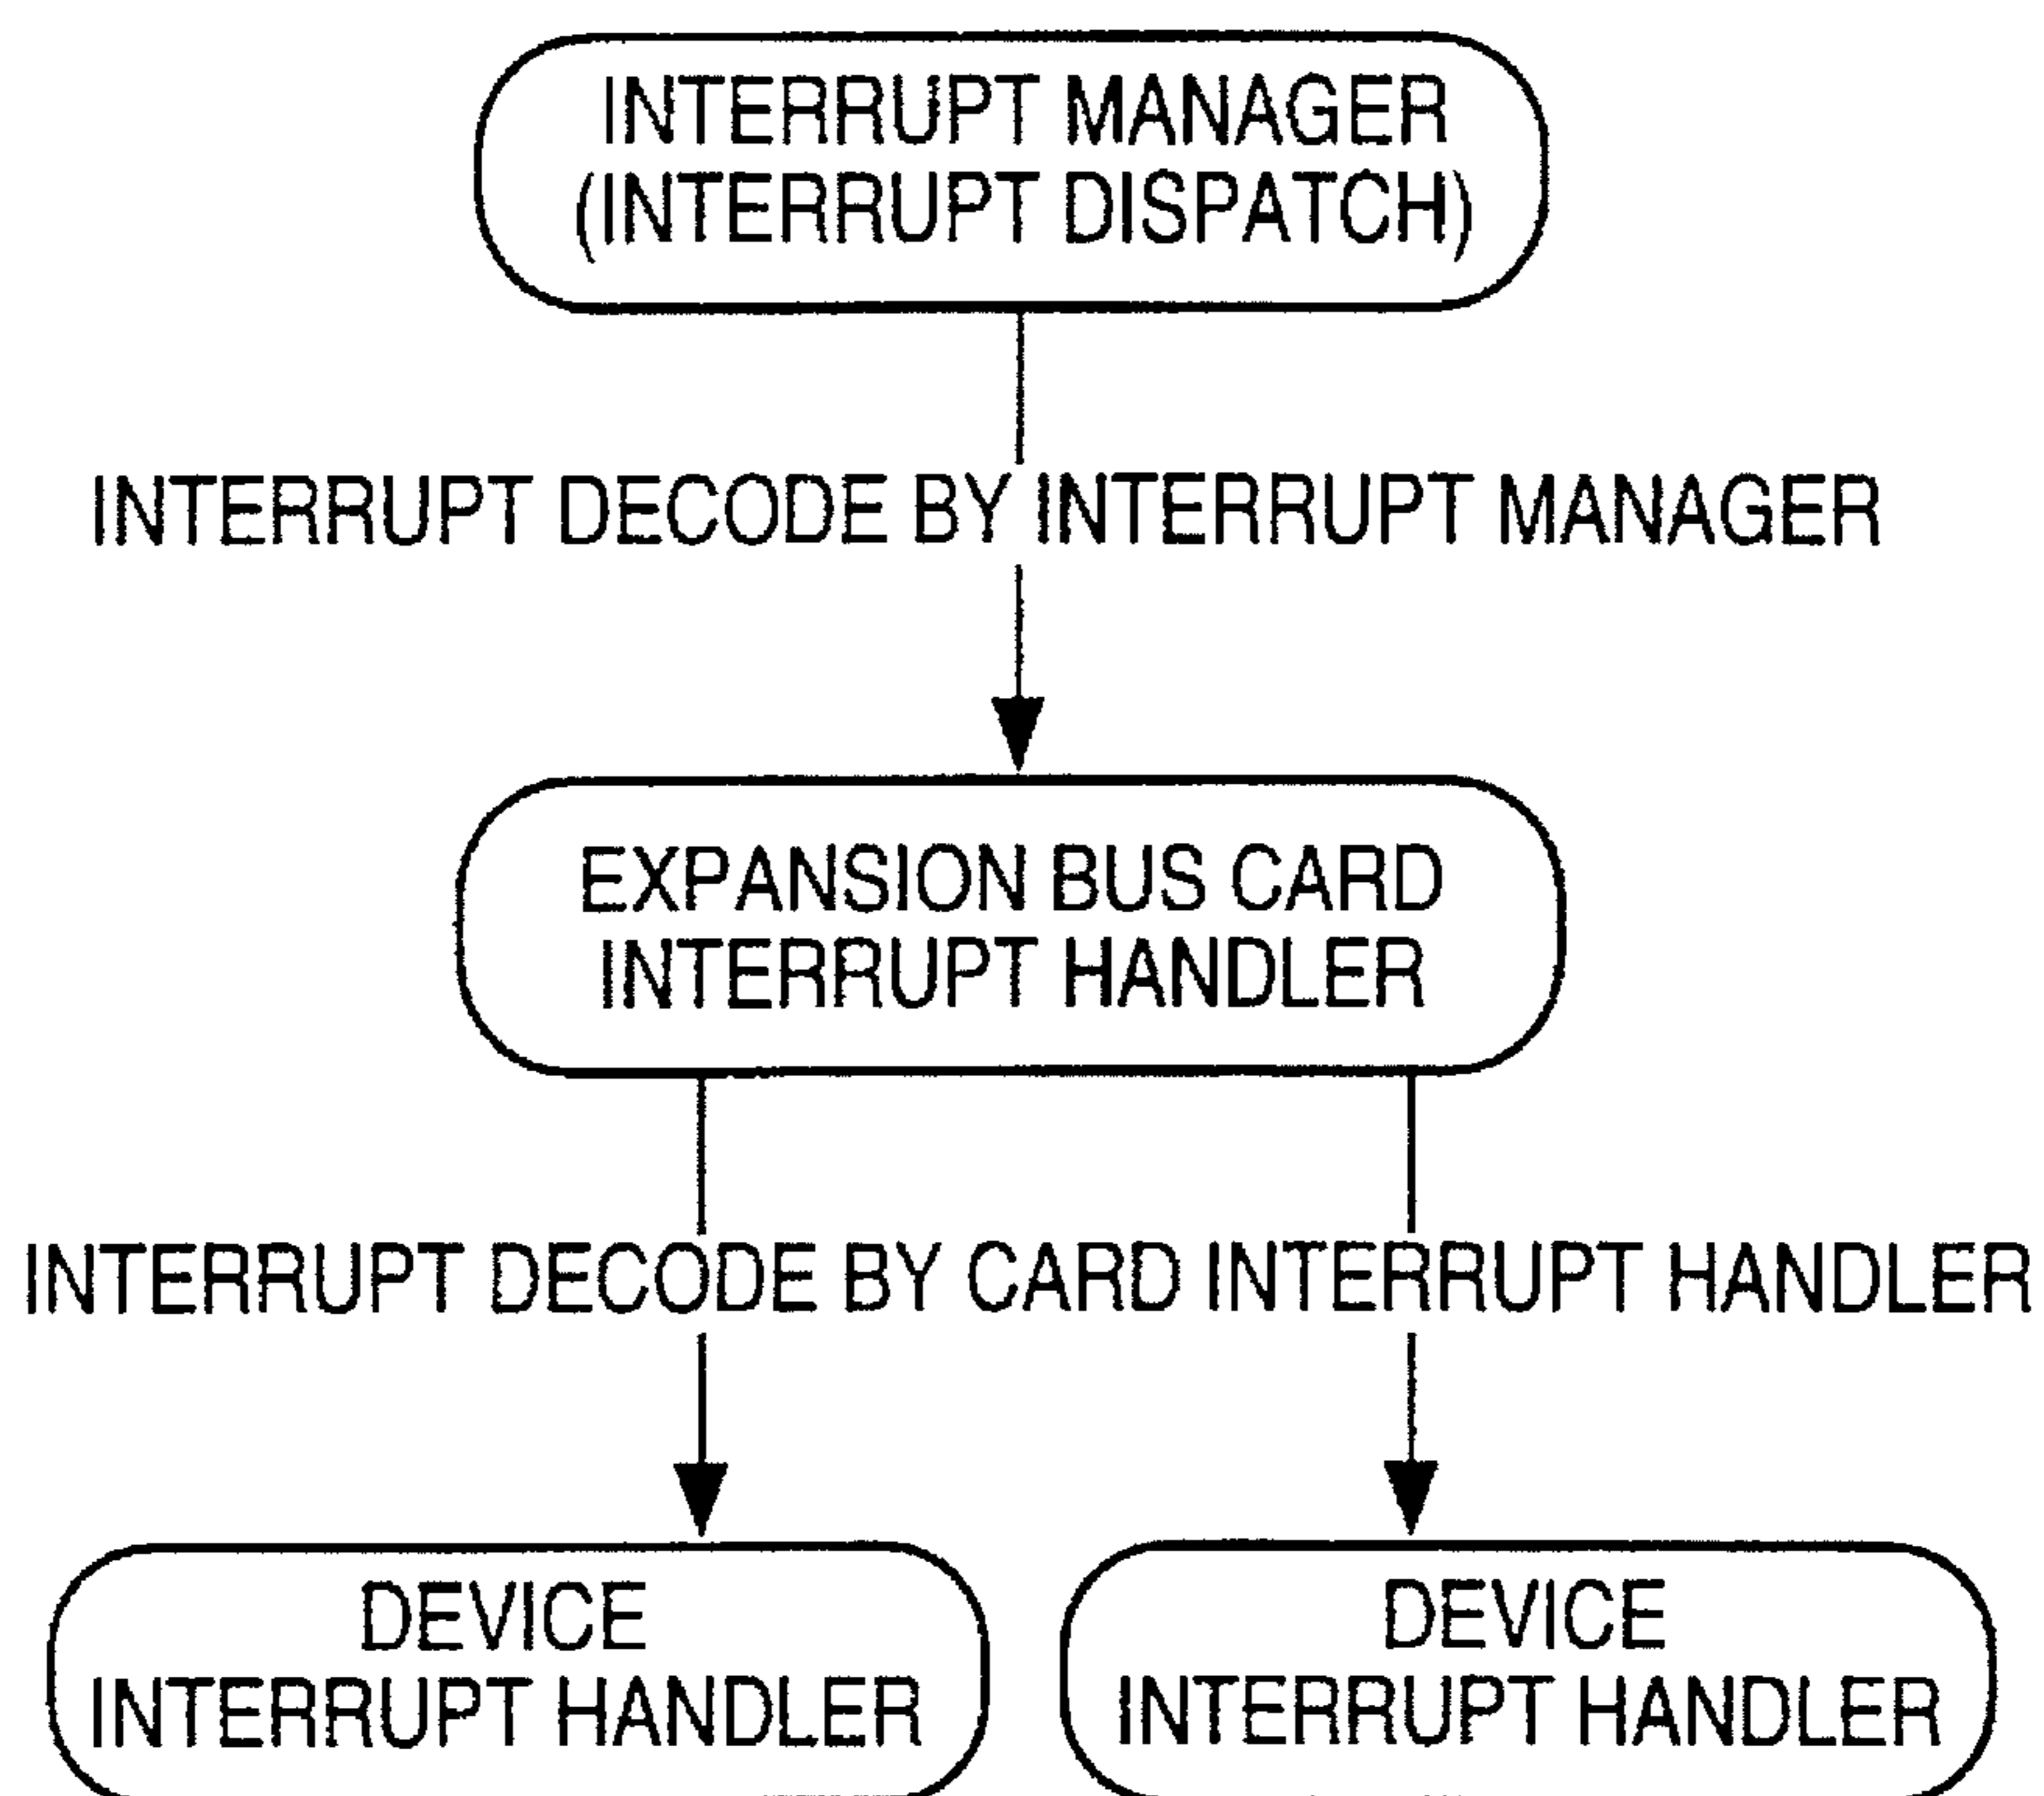 INTERRUPT MANAGER
(INTERRUPT DISPATCH)
INTERRUPT DECODE BY INTERRUPT MANAGER
EXPANSION BUS CARD
INTERRUPT HANDLER
INTERRUPT DECODE BY CARD INTERRUPT HANDLER
DEVICE
INTERRUPT HANDLER
DEVICE
INTERRUPT HANDLER